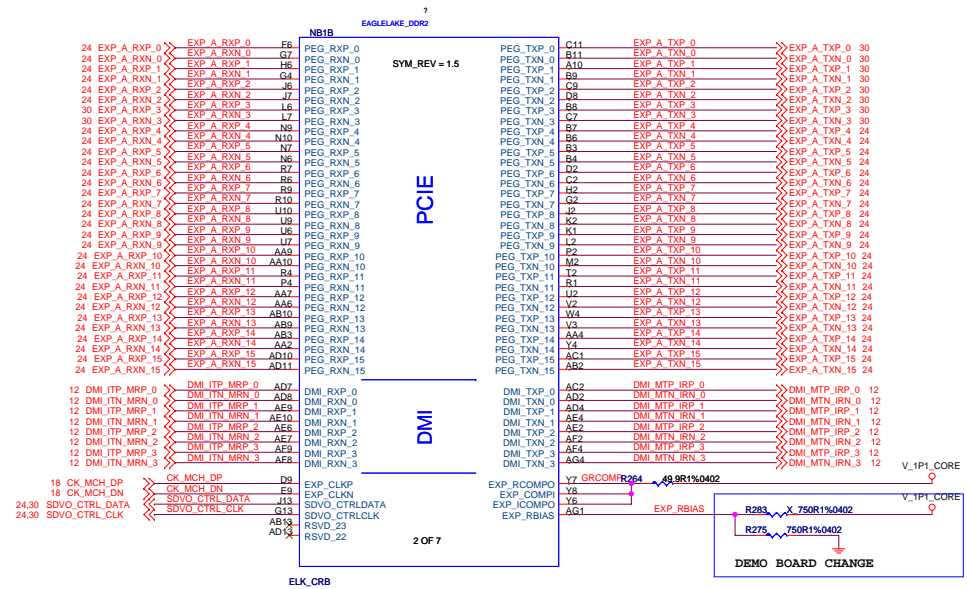 ?
EAGLELAKE_DDR2
NB1B
SYM_REV = 1.5
24 EXP_A_RXP_0 EXP_A_RXP_0 F6 PEG_RXP_0 PEG_TXP_0 C11 EXP_A_TXP_0 EXP_A_TXP_0 30
24 EXP_A_RXN_0 EXP_A_RXN_0 G7 PEG_RXN_0 PEG_TXN_0 B11 EXP_A_TXN_0 EXP_A_TXN_0 30
24 EXP_A_RXP_1 EXP_A_RXP_1 H6 PEG_RXP_1 PEG_TXP_1 A10 EXP_A_TXP_1 EXP_A_TXP_1 30
24 EXP_A_RXN_1 EXP_A_RXN_1 G4 PEG_RXN_1 PEG_TXN_1 B9 EXP_A_TXN_1 EXP_A_TXN_1 30
24 EXP_A_RXP_2 EXP_A_RXP_2 J6 PEG_RXP_2 PEG_TXP_2 C9 EXP_A_TXP_2 EXP_A_TXP_2 30
24 EXP_A_RXN_2 EXP_A_RXN_2 J7 PEG_RXN_2 PEG_TXN_2 D8 EXP_A_TXN_2 EXP_A_TXN_2 30
30 EXP_A_RXP_3 EXP_A_RXP_3 L6 PEG_RXP_3 PEG_TXP_3 B8 EXP_A_TXP_3 EXP_A_TXP_3 30
30 EXP_A_RXN_3 EXP_A_RXN_3 L7 PEG_RXN_3 PEG_TXN_3 C7 EXP_A_TXN_3 EXP_A_TXN_3 30
24 EXP_A_RXP_4 EXP_A_RXP_4 N9 PEG_RXP_4 PEG_TXP_4 B7 EXP_A_TXP_4 EXP_A_TXP_4 24
24 EXP_A_RXN_4 EXP_A_RXN_4 N10 PEG_RXN_4 PEG_TXN_4 B6 EXP_A_TXN_4 EXP_A_TXN_4 24
24 EXP_A_RXP_5 EXP_A_RXP_5 N7 PEG_RXP_5 PEG_TXP_5 B3 EXP_A_TXP_5 EXP_A_TXP_5 24
24 EXP_A_RXN_5 EXP_A_RXN_5 N6 PEG_RXN_5 PEG_TXN_5 B4 EXP_A_TXN_5 EXP_A_TXN_5 24
24 EXP_A_RXP_6 EXP_A_RXP_6 R7 PEG_RXP_6 PEG_TXP_6 D2 EXP_A_TXP_6 EXP_A_TXP_6 24
24 EXP_A_RXN_6 EXP_A_RXN_6 R6 PEG_RXN_6 PEG_TXN_6 C2 EXP_A_TXN_6 EXP_A_TXN_6 24
24 EXP_A_RXP_7 EXP_A_RXP_7 R9 PEG_RXP_7 PEG_TXP_7 H2 EXP_A_TXP_7 EXP_A_TXP_7 24
24 EXP_A_RXN_7 EXP_A_RXN_7 R10 PEG_RXN_7 PEG_TXN_7 G2 EXP_A_TXN_7 EXP_A_TXN_7 24
24 EXP_A_RXP_8 EXP_A_RXP_8 U10 PEG_RXP_8 PEG_TXP_8 J2 EXP_A_TXP_8 EXP_A_TXP_8 24
24 EXP_A_RXN_8 EXP_A_RXN_8 U9 PEG_RXN_8 PEG_TXN_8 K2 EXP_A_TXN_8 EXP_A_TXN_8 24
24 EXP_A_RXP_9 EXP_A_RXP_9 U6 PEG_RXP_9 PEG_TXP_9 K1 EXP_A_TXP_9 EXP_A_TXP_9 24
24 EXP_A_RXN_9 EXP_A_RXN_9 U7 PEG_RXN_9 PEG_TXN_9 L2 EXP_A_TXN_9 EXP_A_TXN_9 24
24 EXP_A_RXP_10 EXP_A_RXP_10 AA9 PEG_RXP_10 PEG_TXP_10 P2 EXP_A_TXP_10 EXP_A_TXP_10 24
24 EXP_A_RXN_10 EXP_A_RXN_10 AA10 PEG_RXN_10 PEG_TXN_10 M2 EXP_A_TXN_10 EXP_A_TXN_10 24
24 EXP_A_RXP_11 EXP_A_RXP_11 R4 PEG_RXP_11 PEG_TXP_11 T2 EXP_A_TXP_11 EXP_A_TXP_11 24
24 EXP_A_RXN_11 EXP_A_RXN_11 P4 PEG_RXN_11 PEG_TXN_11 R1 EXP_A_TXN_11 EXP_A_TXN_11 24
24 EXP_A_RXP_12 EXP_A_RXP_12 AA7 PEG_RXP_12 PEG_TXP_12 U2 EXP_A_TXP_12 EXP_A_TXP_12 24
24 EXP_A_RXN_12 EXP_A_RXN_12 AA6 PEG_RXN_12 PEG_TXN_12 V2 EXP_A_TXN_12 EXP_A_TXN_12 24
24 EXP_A_RXP_13 EXP_A_RXP_13 AB10 PEG_RXP_13 PEG_TXP_13 W4 EXP_A_TXP_13 EXP_A_TXP_13 24
24 EXP_A_RXN_13 EXP_A_RXN_13 AB9 PEG_RXN_13 PEG_TXN_13 V3 EXP_A_TXN_13 EXP_A_TXN_13 24
24 EXP_A_RXP_14 EXP_A_RXP_14 AB3 PEG_RXP_14 PEG_TXP_14 AA4 EXP_A_TXP_14 EXP_A_TXP_14 24
24 EXP_A_RXN_14 EXP_A_RXN_14 AA2 PEG_RXN_14 PEG_TXN_14 Y4 EXP_A_TXN_14 EXP_A_TXN_14 24
24 EXP_A_RXP_15 EXP_A_RXP_15 AD10 PEG_RXP_15 PEG_TXP_15 AC1 EXP_A_TXP_15 EXP_A_TXP_15 24
24 EXP_A_RXN_15 EXP_A_RXN_15 AD11 PEG_RXN_15 PEG_TXN_15 AB2 EXP_A_TXN_15 EXP_A_TXN_15 24
PCIE
12 DMI_ITP_MRP_0 DMI_ITP_MRP_0 AD7 DMI_RXP_0 DMI_TXP_0 AC2 DMI_MTP_IRP_0 DMI_MTP_IRP_0 12
12 DMI_ITN_MRN_0 DMI_ITN_MRN_0 AD8 DMI_RXN_0 DMI_TXN_0 AD2 DMI_MTN_IRN_0 DMI_MTN_IRN_0 12
12 DMI_ITP_MRP_1 DMI_ITP_MRP_1 AE9 DMI_RXP_1 DMI_TXP_1 AD4 DMI_MTP_IRP_1 DMI_MTP_IRP_1 12
12 DMI_ITN_MRN_1 DMI_ITN_MRN_1 AE10 DMI_RXN_1 DMI_TXN_1 AE4 DMI_MTN_IRN_1 DMI_MTN_IRN_1 12
12 DMI_ITP_MRP_2 DMI_ITP_MRP_2 AE6 DMI_RXP_2 DMI_TXP_2 AE2 DMI_MTP_IRP_2 DMI_MTP_IRP_2 12
12 DMI_ITN_MRN_2 DMI_ITN_MRN_2 AE7 DMI_RXN_2 DMI_TXN_2 AF2 DMI_MTN_IRN_2 DMI_MTN_IRN_2 12
12 DMI_ITP_MRP_3 DMI_ITP_MRP_3 AF9 DMI_RXP_3 DMI_TXP_3 AF4 DMI_MTP_IRP_3 DMI_MTP_IRP_3 12
12 DMI_ITN_MRN_3 DMI_ITN_MRN_3 AF8 DMI_RXN_3 DMI_TXN_3 AG4 DMI_MTN_IRN_3 DMI_MTN_IRN_3 12
DMI
V_1P1_CORE
18 CK_MCH_DP CK_MCH_DP D9 EXP_CLKP EXP_RCOMPO Y7 GRCOMP R264 49.9R1%0402
18 CK_MCH_DN CK_MCH_DN E9 EXP_CLKN EXP_COMPI Y8
24,30 SDVO_CTRL_DATA SDVO_CTRL_DATA J13 SDVO_CTRLDATA EXP_ICOMPO Y6
V_1P1_CORE
24,30 SDVO_CTRL_CLK SDVO_CTRL_CLK G13 SDVO_CTRLCLK EXP_RBIAS AG1 EXP_RBIAS R283 X_750R1%0402
AB13 RSVD_23
AD13 RSVD_22
R275 750R1%0402
2 OF 7
DEMO BOARD CHANGE
ELK_CRB